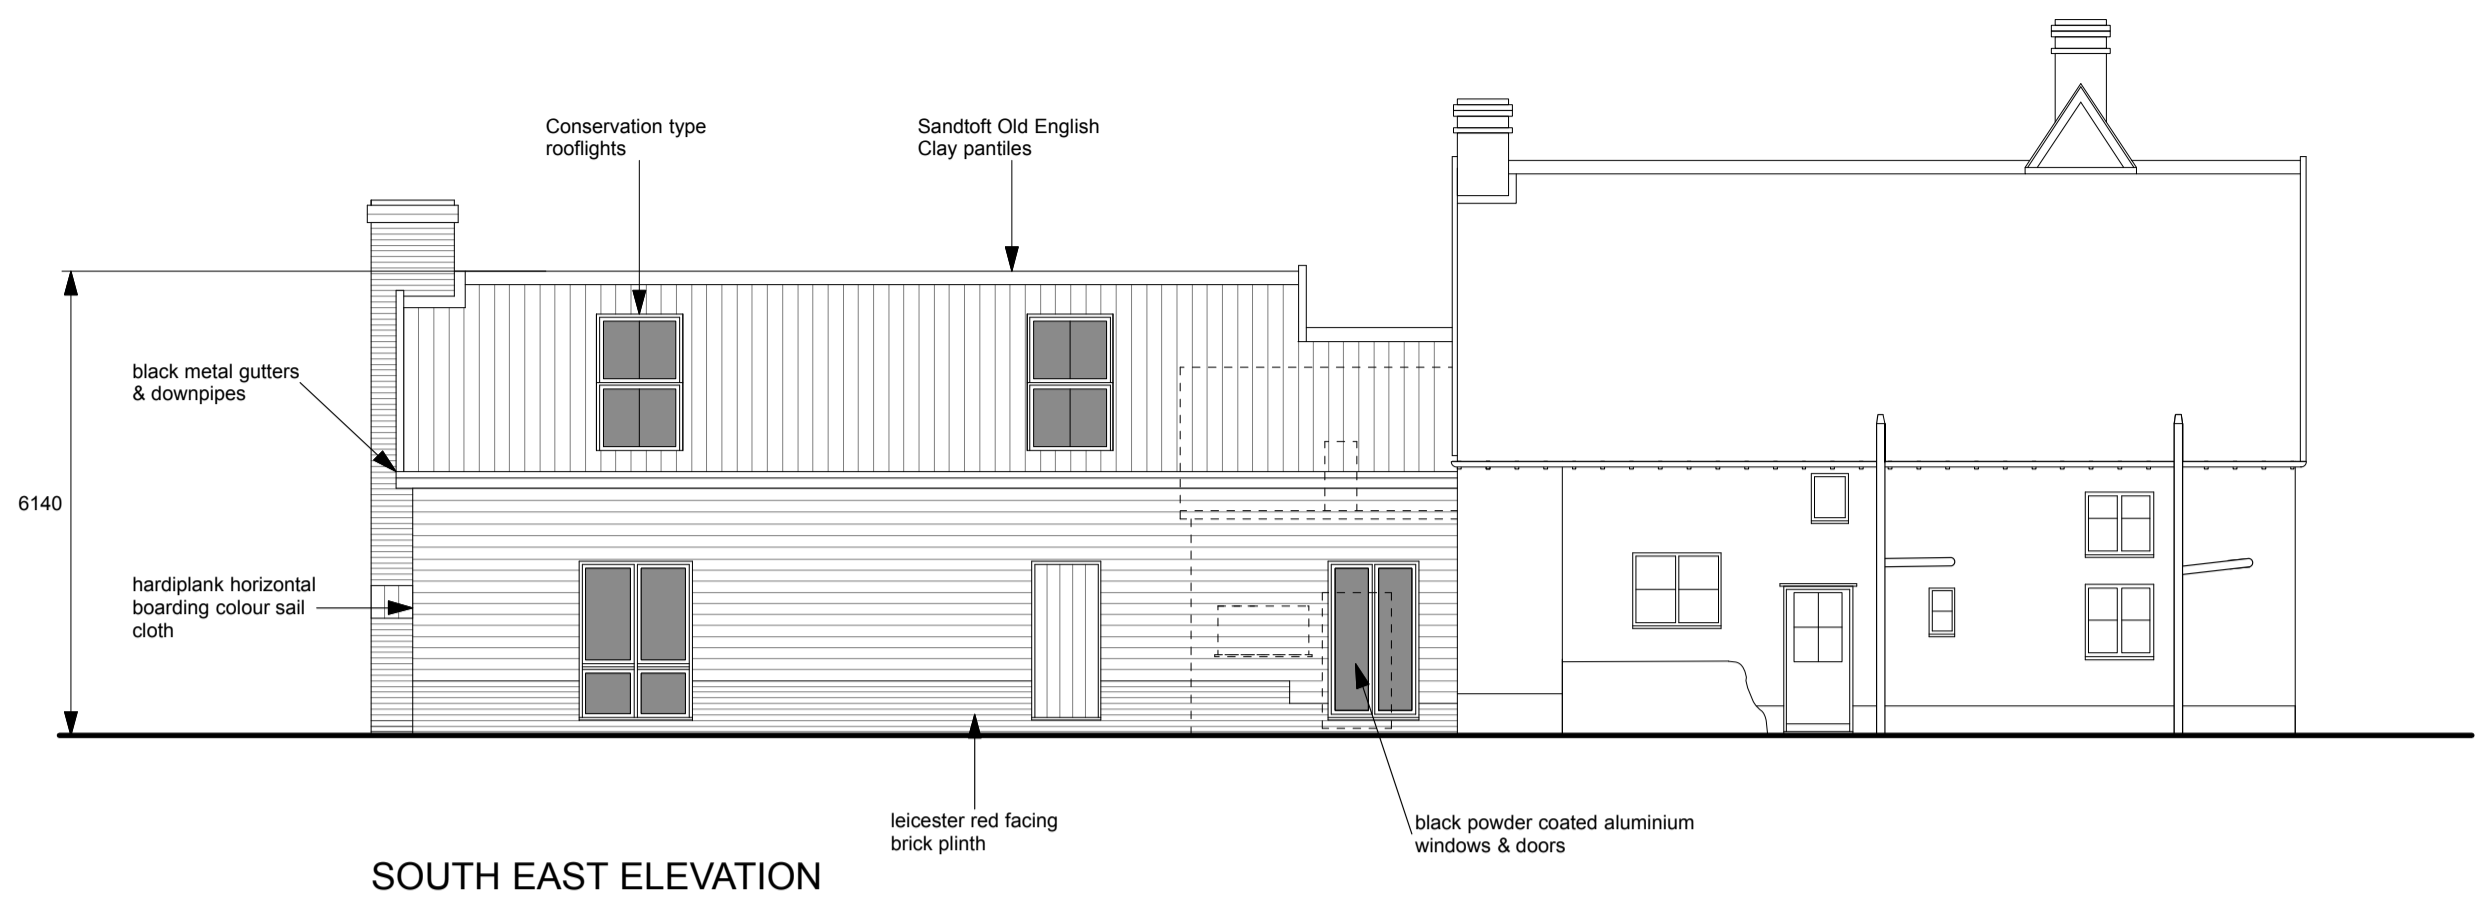 Conservation type
rooflights
Sandtoft Old English
Clay pantiles
black metal gutters
& downpipes
6140
hardiplank horizontal
boarding colour sail
cloth
leicester red facing
brick plinth
black powder coated aluminium
windows & doors
SOUTH EAST ELEVATION